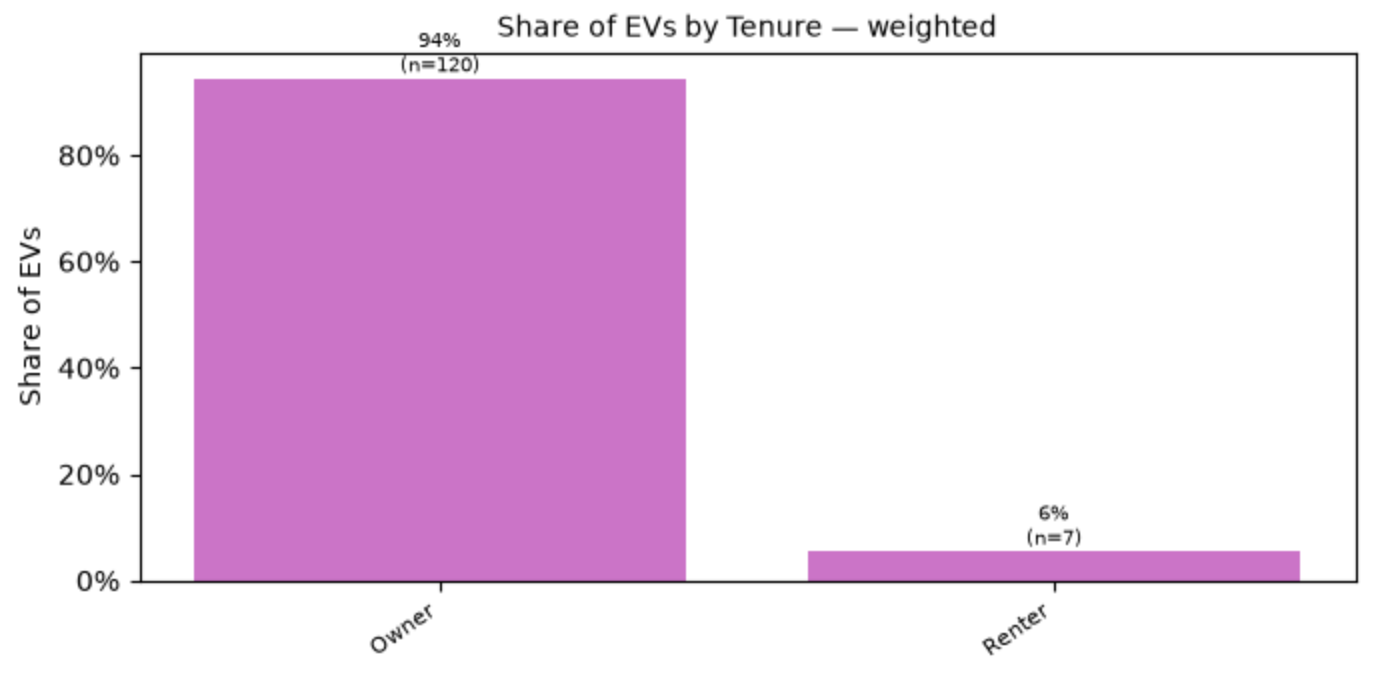 Share of EVs by Tenure — weighted
94%
(n=120)
80%
60%
40%
20%
0%
Share of EVs
6%
(n=7)
Owner
Renter